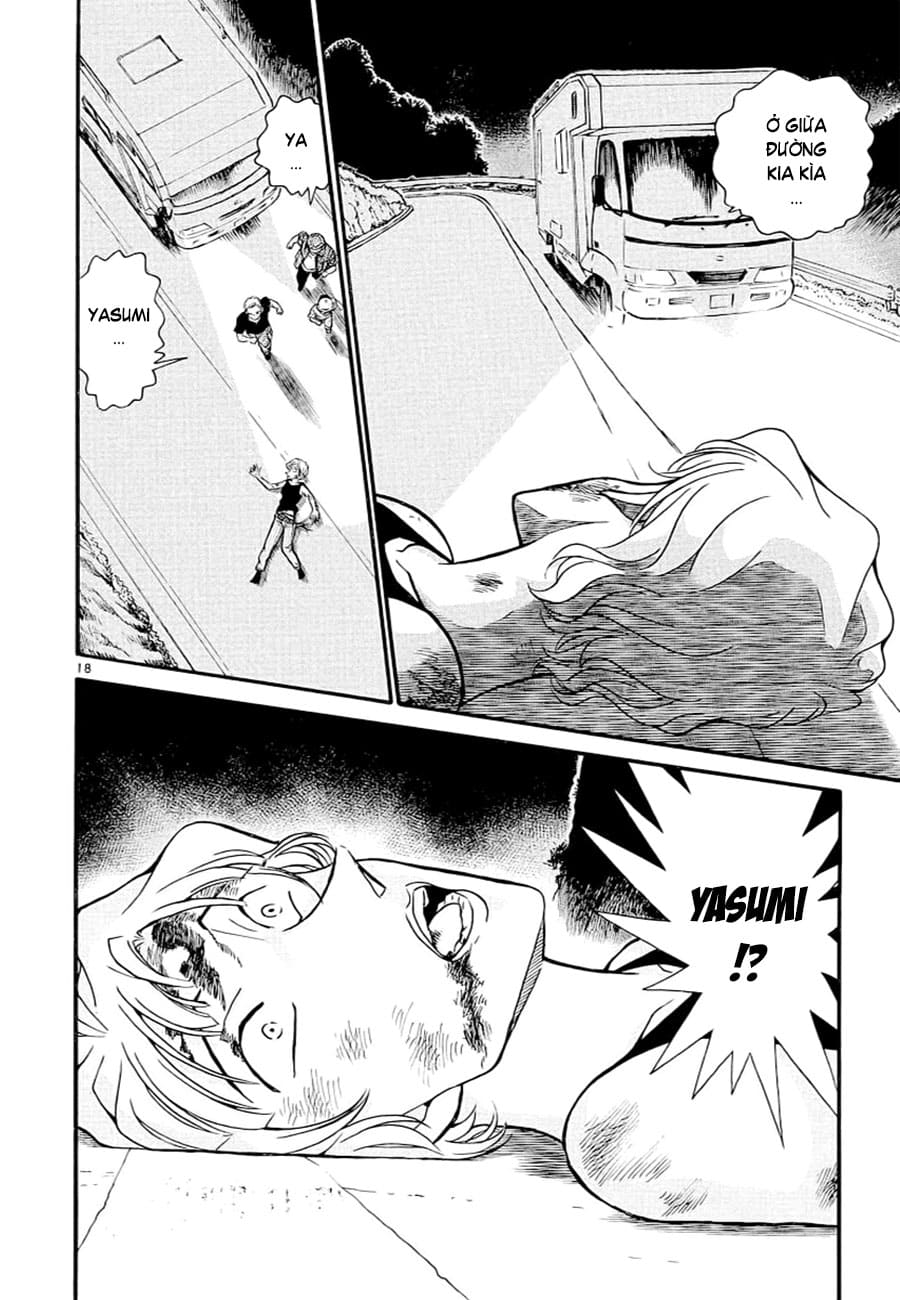 Ở GIỮA
ĐƯỜNG
KIA KÌA
...
YA
...
YASUMI
...
18
YASUMI
!?